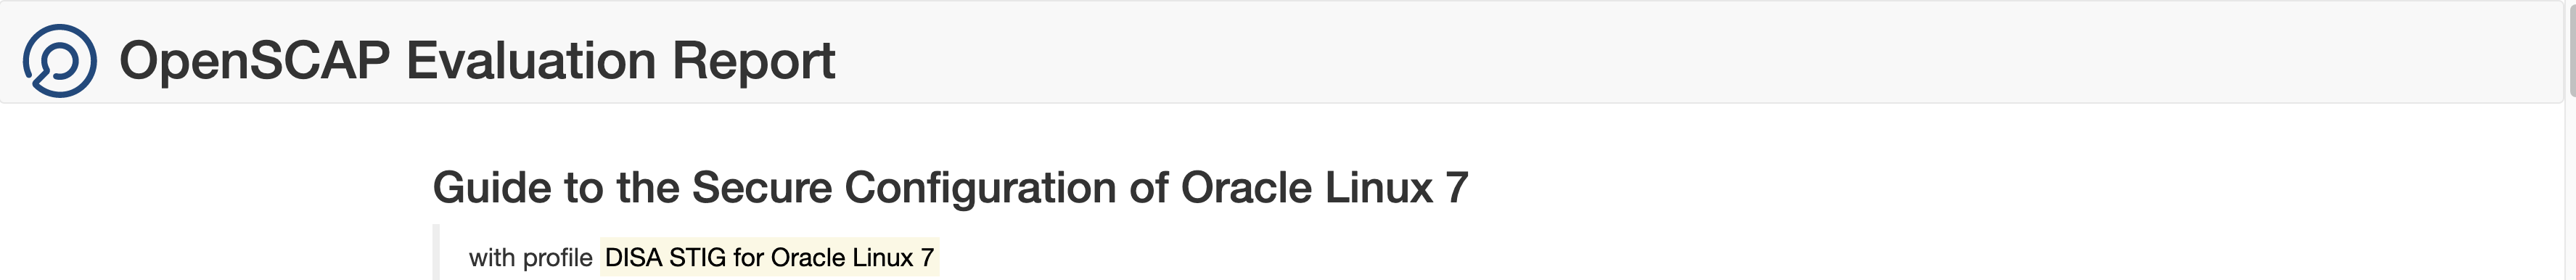 OpenSCAP Evaluation Report
Guide to the Secure Configuration of Oracle Linux 7
with profile DISA STIG for Oracle Linux 7